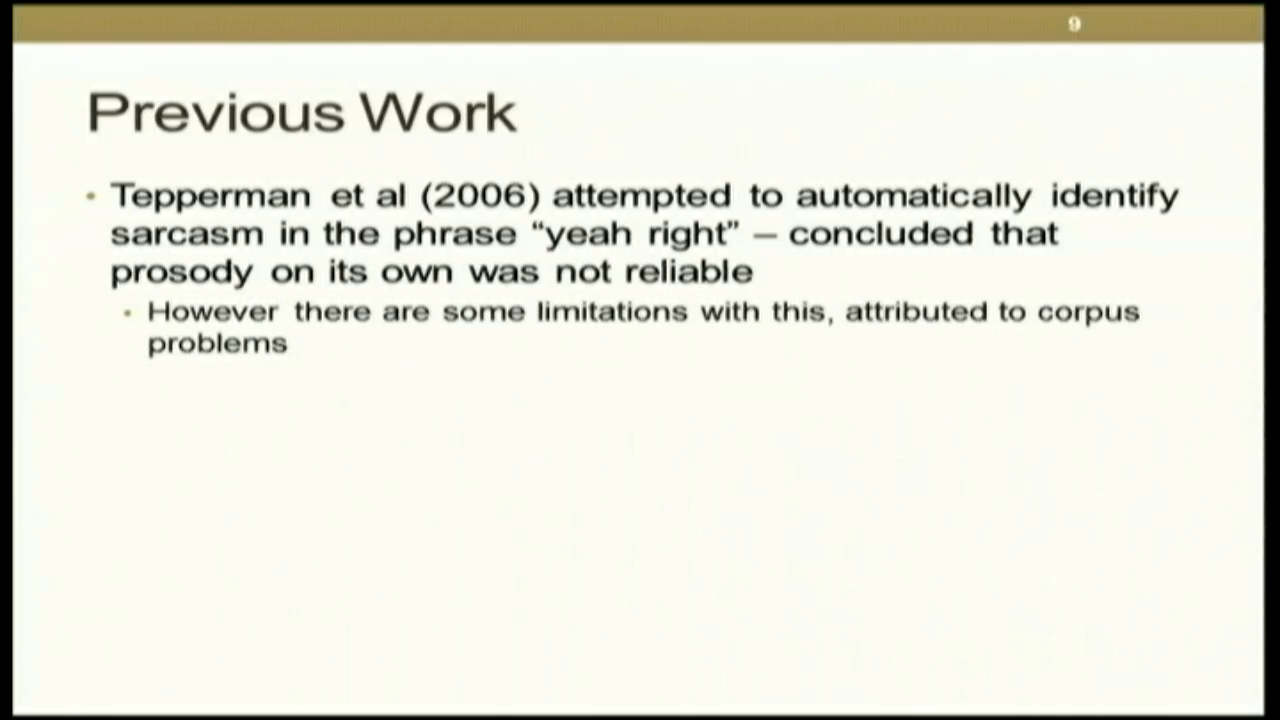 9
Previous Work
• Tepperman et al (2006) attempted to automatically identify
sarcasm in the phrase “yeah right” – concluded that
prosody on its own was not reliable
• However there are some limitations with this, attributed to corpus
problems